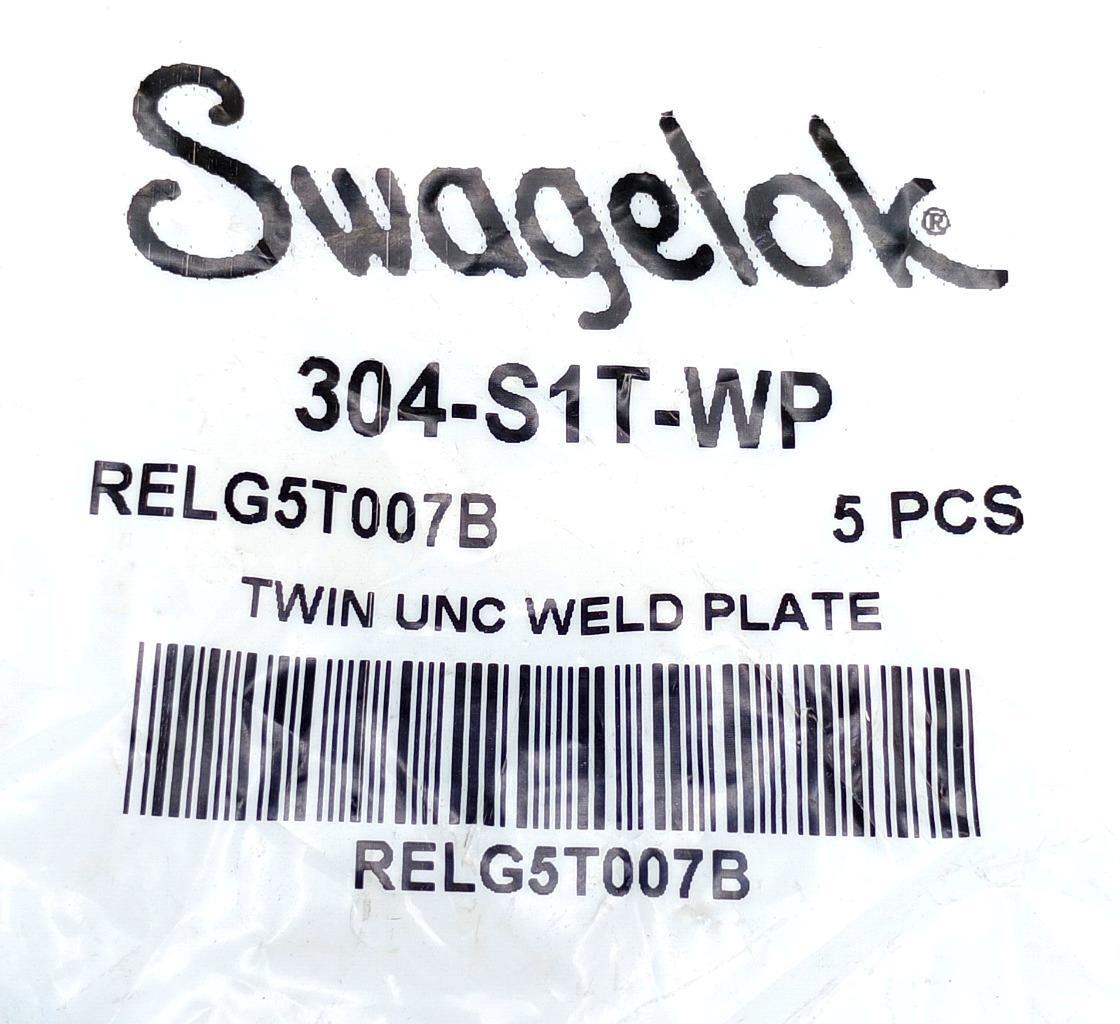 Swagelok®
304-S1T-WP
RELG5T007B 5 PCS
TWIN UNC WELD PLATE
RELG5T007B